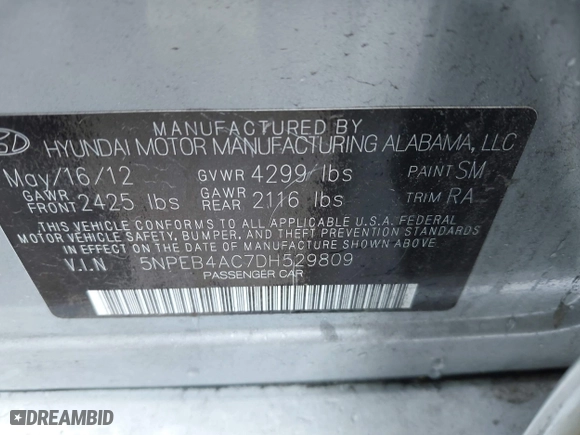 MANUFACTURED BY
HYUNDAI MOTOR MANUFACTURING ALABAMA, LLC
May/16/12 GVWR 4299 lbs PAINT SM
GAWR FRONT 2425 lbs GAWR REAR 2116 lbs TRIM RA
THIS VEHICLE CONFORMS TO ALL APPLICABLE U.S.A. FEDERAL
MOTOR VEHICLE SAFETY, BUMPER, AND THEFT PREVENTION STANDARDS
IN EFFECT ON THE DATE OF MANUFACTURE SHOWN ABOVE.
V.I.N 5NPEB4AC7DH529809
PASSENGER CAR
DREAMBID